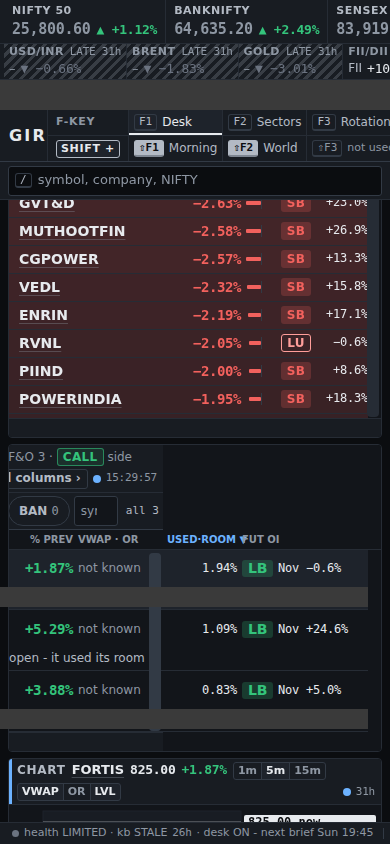 NIFTY 50 BANKNIFTY SENSEX
25,800.60 ▲ +1.12% 64,635.20 ▲ +2.49% 83,919
USD/INR LATE 31h BRENT LATE 31h GOLD LATE 31h FII/DII
– ▼ −0.66% – ▼ −1.83% – ▼ −3.01% FII +10
GIR F-KEY F1 Desk F2 Sectors F3 Rotation
SHIFT + ⇧F1 Morning ⇧F2 World ⇧F3 not used
/ symbol, company, NIFTY
GVT&D −2.63% SB +23.0%
MUTHOOTFIN −2.58% SB +26.9%
CGPOWER −2.57% SB +13.3%
VEDL −2.32% SB +15.8%
ENRIN −2.19% SB +17.1%
RVNL −2.05% LU −0.6%
PIIND −2.00% SB +8.6%
POWERINDIA −1.95% SB +18.3%
F&O 3 · CALL side
columns › 15:29:57
BAN 0 all 3
% PREV VWAP · OR USED·ROOM ▼ FUT OI
+1.87% not known 1.94% LB Nov −0.6%
+5.29% not known 1.09% LB Nov +24.6%
open - it used its room
+3.88% not known 0.83% LB Nov +5.0%
CHART FORTIS 825.00 +1.87% 1m 5m 15m
VWAP OR LVL 31h
825.00 now
health LIMITED · kb STALE 26h · desk ON - next brief Sun 19:45